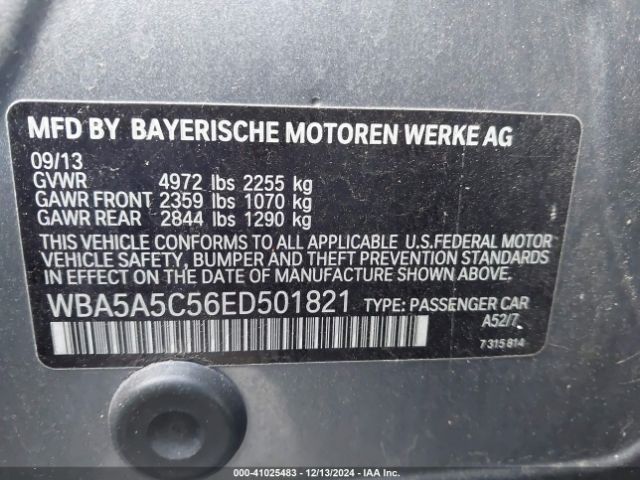 MFD BY BAYERISCHE MOTOREN WERKE AG
09/13
GVWR 4972 lbs 2255 kg
GAWR FRONT 2359 lbs 1070 kg
GAWR REAR 2844 lbs 1290 kg
THIS VEHICLE CONFORMS TO ALL APPLICABLE U.S.FEDERAL MOTOR
VEHICLE SAFETY, BUMPER AND THEFT PREVENTION STANDARDS
IN EFFECT ON THE DATE OF MANUFACTURE SHOWN ABOVE.
WBA5A5C56ED501821 TYPE: PASSENGER CAR
A52/7
7 315 814
000-41025483 - 12/13/2024 - IAA Inc.